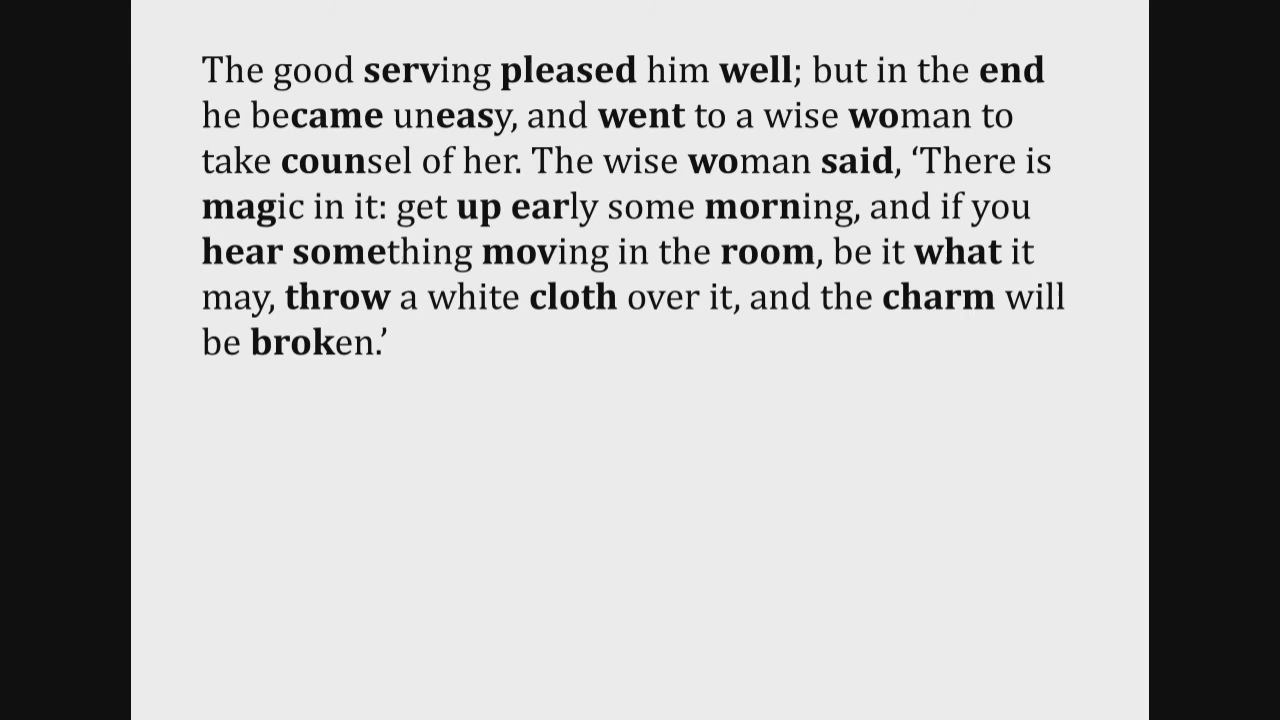 The good serving pleased him well; but in the end
he became uneasy, and went to a wise woman to
take counsel of her. The wise woman said, ‘There is
magic in it: get up early some morning, and if you
hear something moving in the room, be it what it
may, throw a white cloth over it, and the charm will
be broken.’